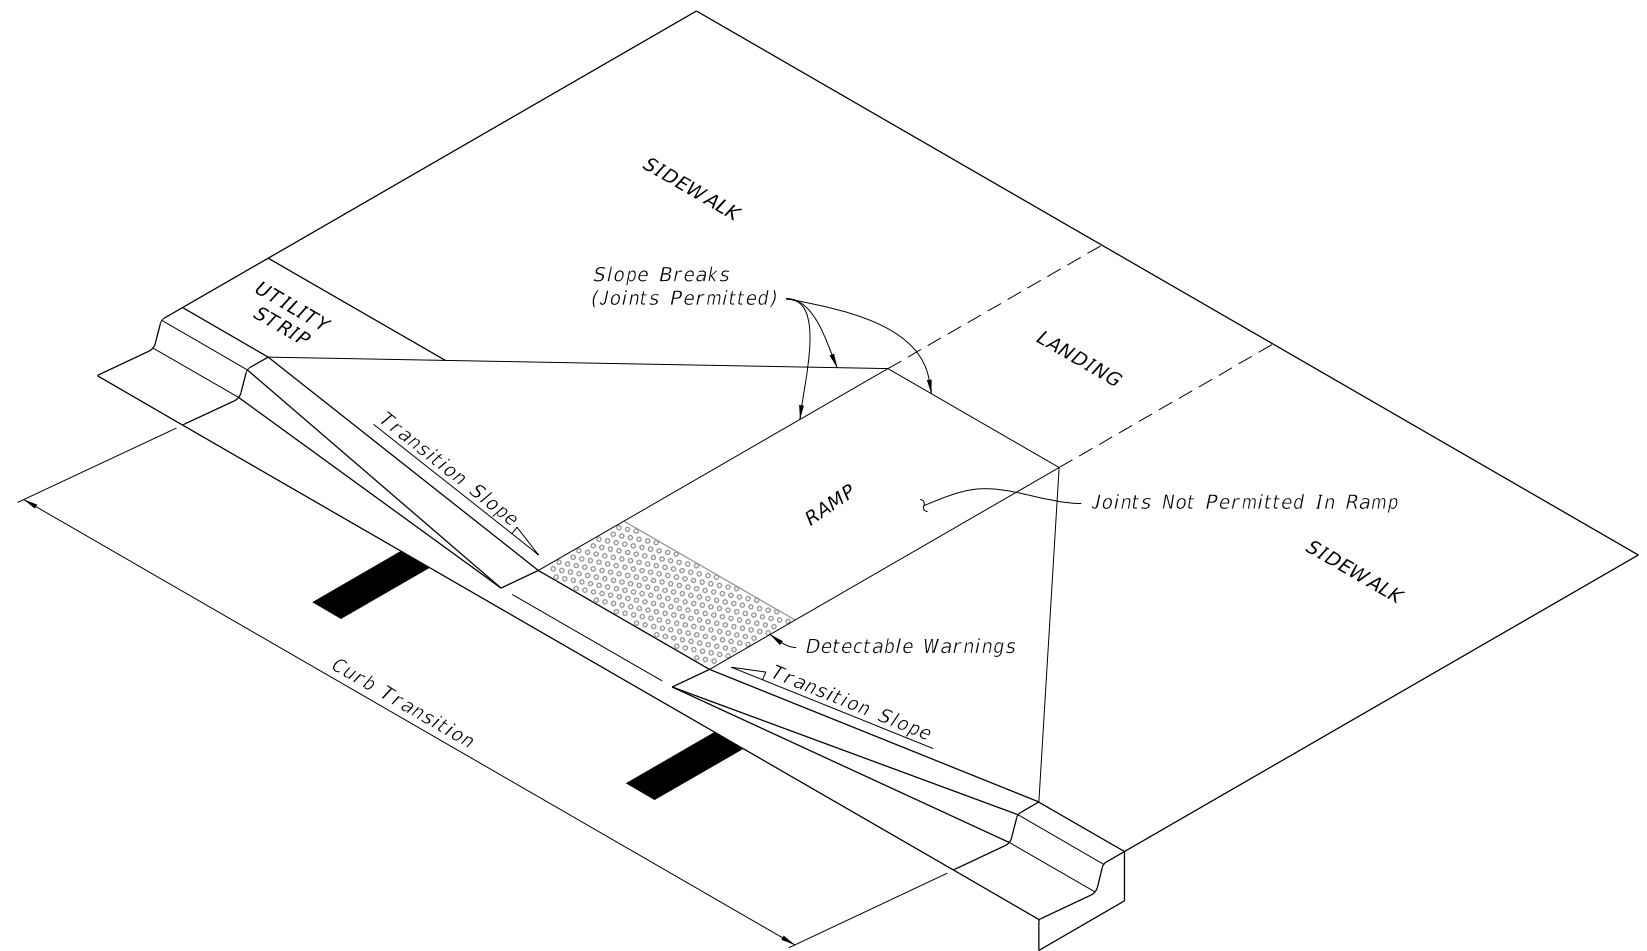 SIDEWALK
Slope Breaks
(Joints Permitted)
UTILITY
STRIP
LANDING
Transition Slope
RAMP
Joints Not Permitted In Ramp
SIDEWALK
Detectable Warnings
Transition Slope
Curb Transition